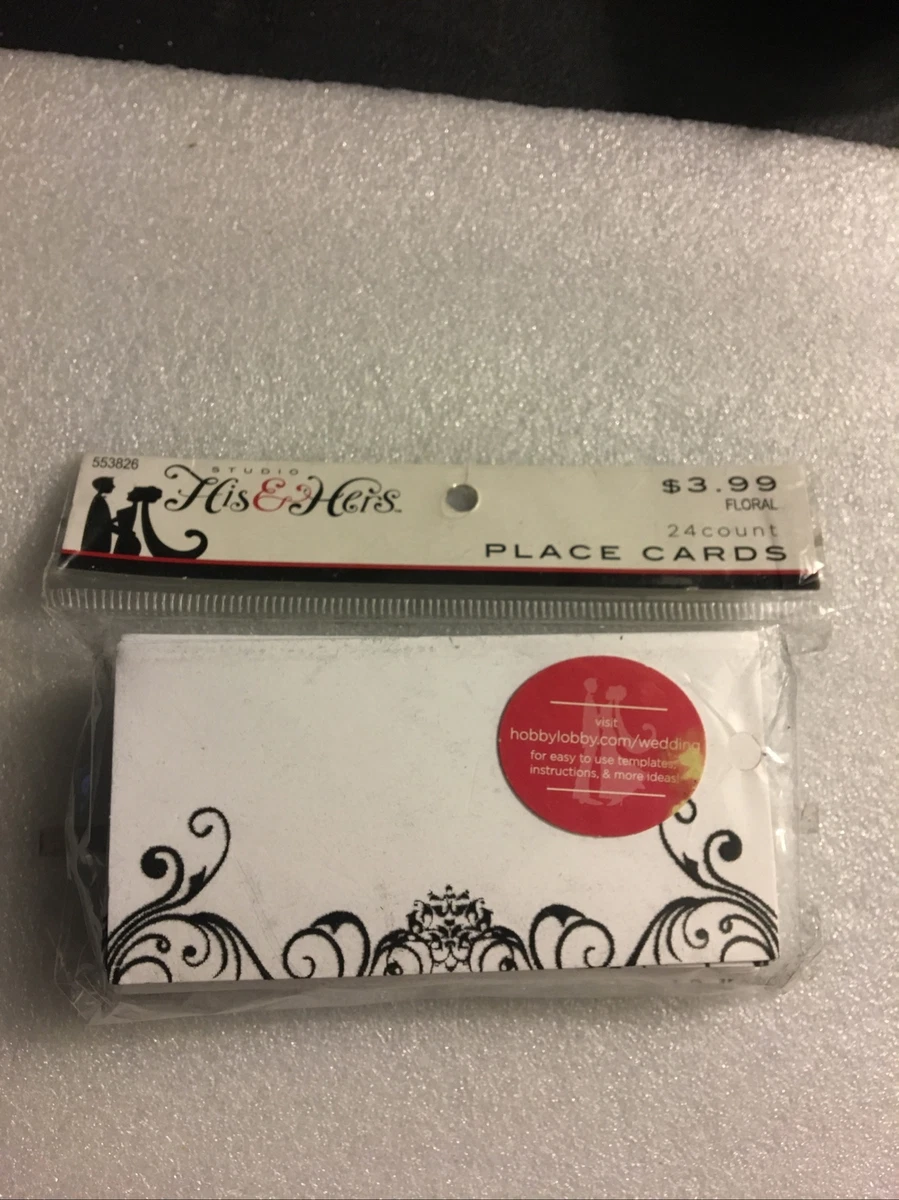 553826
STUDIO
His&Hers™
$3.99
FLORAL
24count
PLACE CARDS
visit
hobbylobby.com/wedding
for easy to use templates,
instructions, & more ideas!